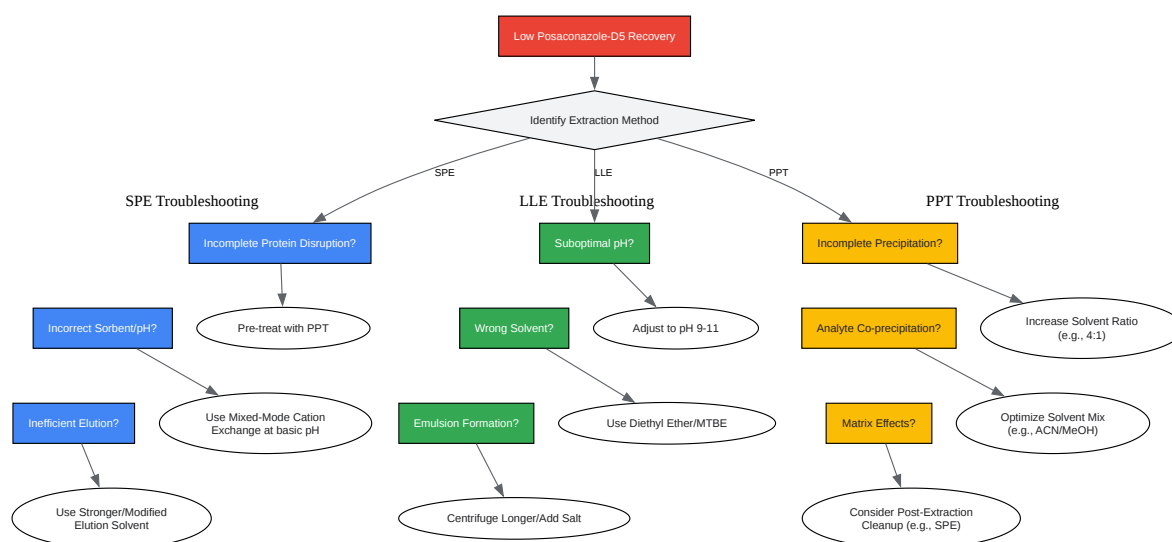 Low Posaconazole-D5 Recovery
Identify Extraction Method
SPE
LLE
PPT
SPE Troubleshooting
LLE Troubleshooting
PPT Troubleshooting
Incomplete Protein Disruption?
Suboptimal pH?
Incomplete Precipitation?
Incorrect Sorbent/pH?
Pre-treat with PPT
Wrong Solvent?
Adjust to pH 9-11
Analyte Co-precipitation?
Increase Solvent Ratio
(e.g., 4:1)
Inefficient Elution?
Use Mixed-Mode Cation
Exchange at basic pH
Emulsion Formation?
Use Diethyl Ether/MTBE
Matrix Effects?
Optimize Solvent Mix
(e.g., ACN/MeOH)
Use Stronger/Modified
Elution Solvent
Centrifuge Longer/Add Salt
Consider Post-Extraction
Cleanup (e.g., SPE)